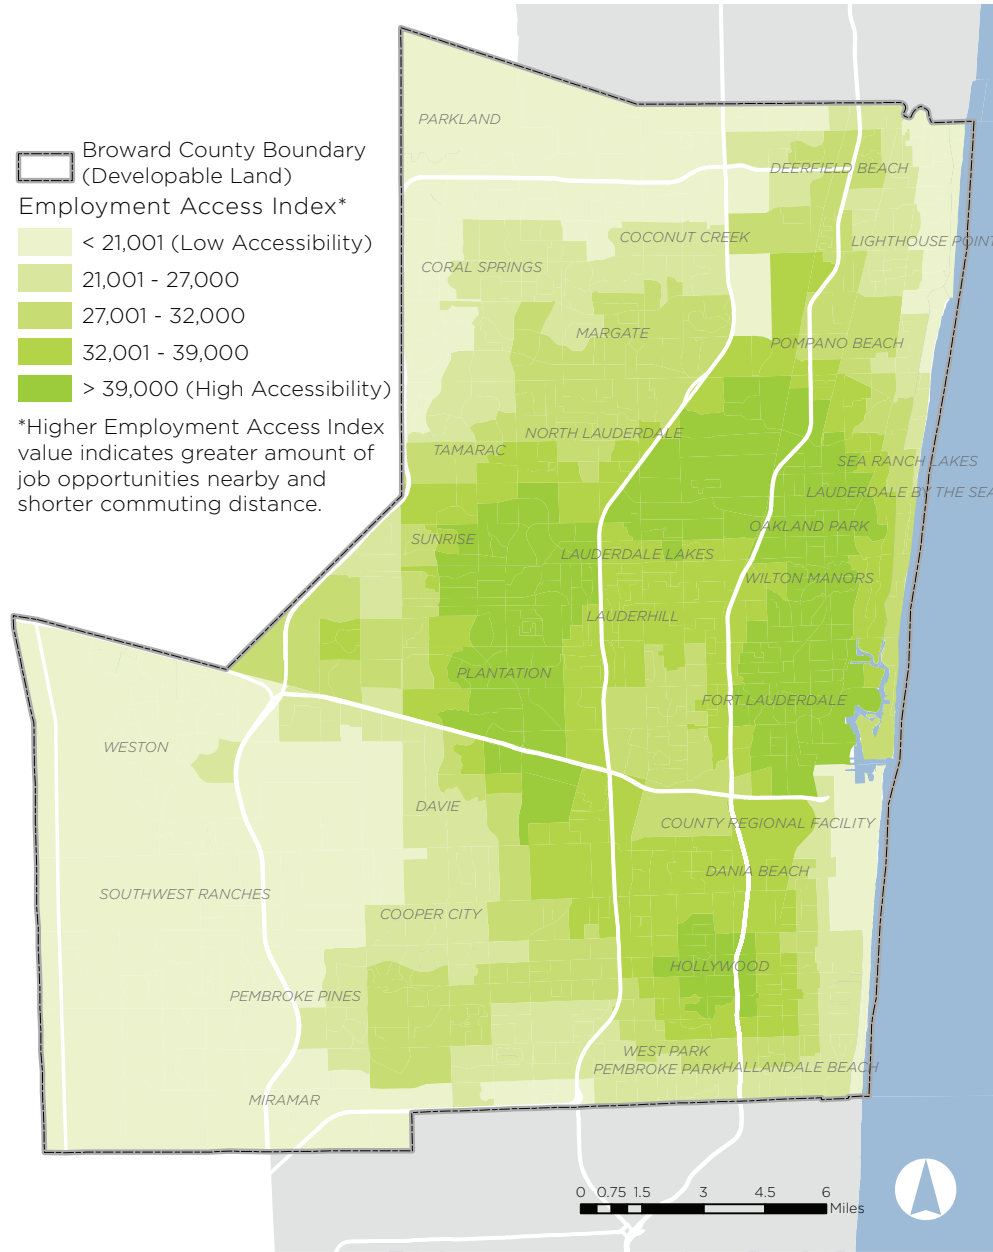 Broward County Boundary
(Developable Land)
Employment Access Index*
< 21,001 (Low Accessibility)
21,001 - 27,000
27,001 - 32,000
32,001 - 39,000
> 39,000 (High Accessibility)
*Higher Employment Access Index
value indicates greater amount of
job opportunities nearby and
shorter commuting distance.
PARKLAND
DEERFIELD BEACH
COCONUT CREEK
LIGHTHOUSE POINT
CORAL SPRINGS
MARGATE
POMPANO BEACH
NORTH LAUDERDALE
TAMARAC
SEA RANCH LAKES
LAUDERDALE BY THE SEA
OAKLAND PARK
SUNRISE
LAUDERDALE LAKES
WILTON MANORS
LAUDERHILL
PLANTATION
FORT LAUDERDALE
WESTON
DAVIE
COUNTY REGIONAL FACILITY
DANIA BEACH
SOUTHWEST RANCHES
COOPER CITY
HOLLYWOOD
PEMBROKE PINES
WEST PARK
PEMBROKE PARK
HALLANDALE BEACH
MIRAMAR
0 0.75 1.5 3 4.5 6
Miles